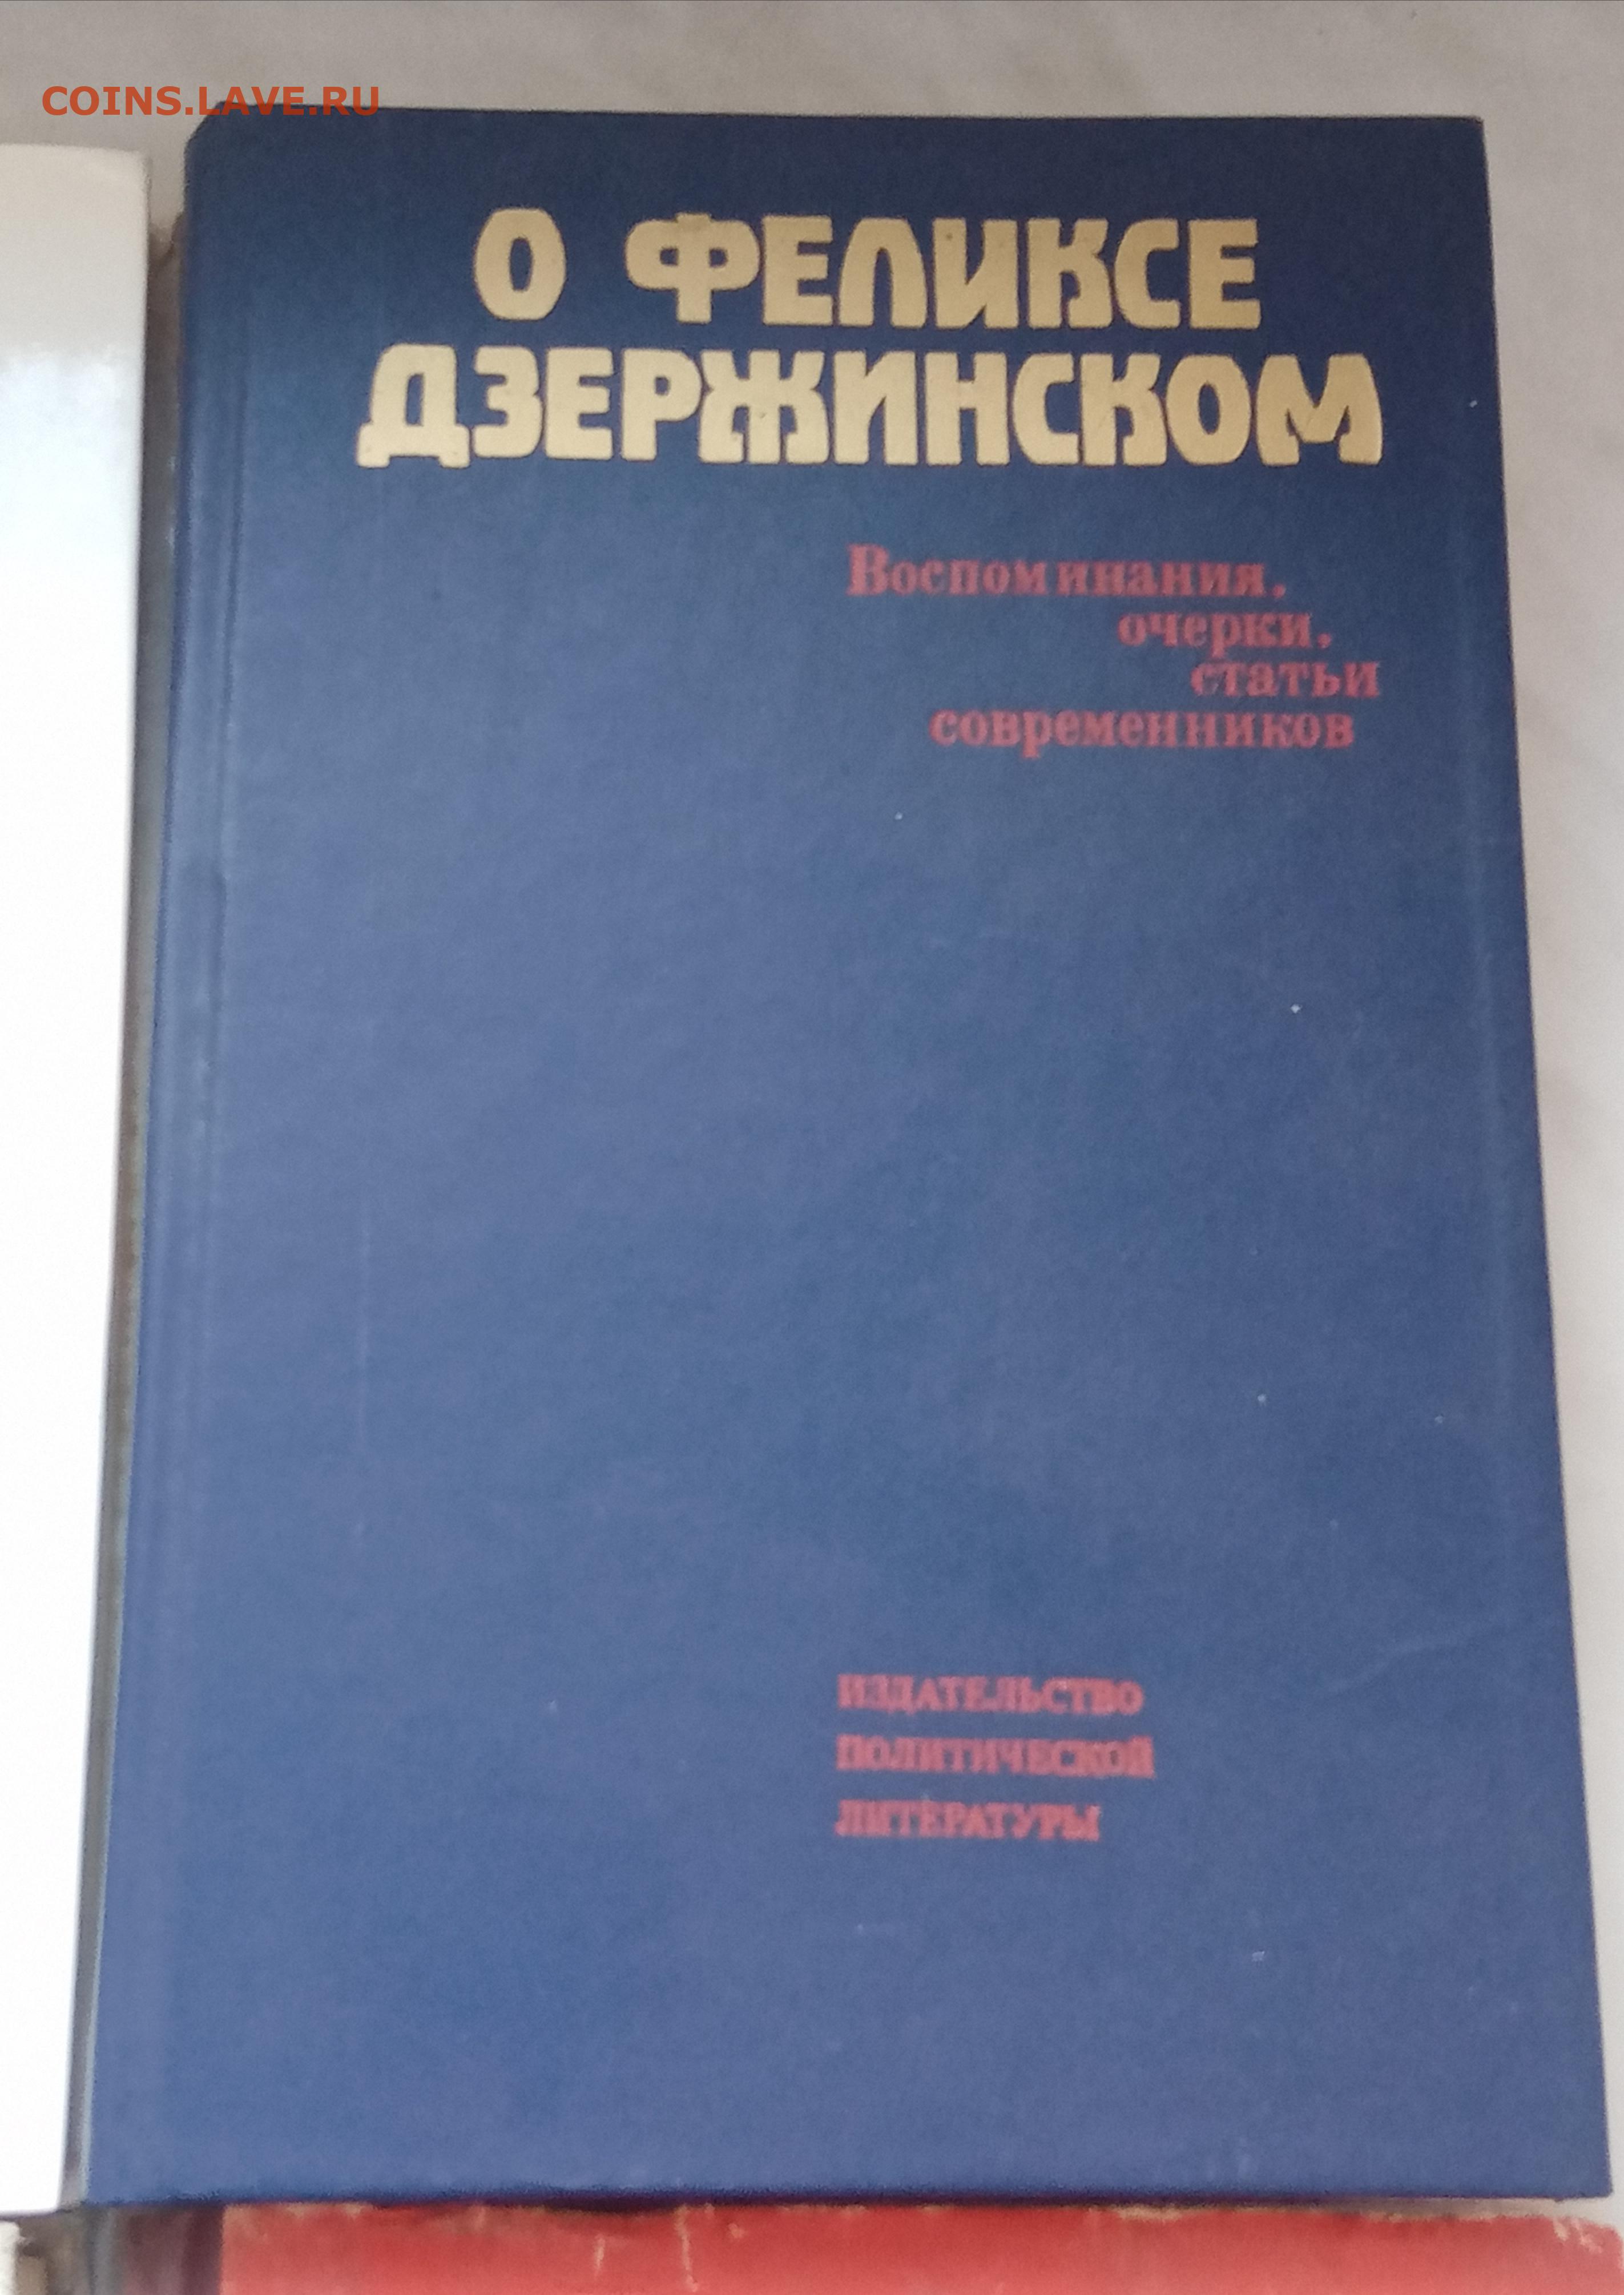 COINS.LAVE.RU
О ФЕЛИКСЕ
ДЗЕРЖИНСКОМ
Воспоминания,
очерки,
статьи
современников
ИЗДАТЕЛЬСТВО
ПОЛИТИЧЕСКОЙ
ЛИТЕРАТУРЫ